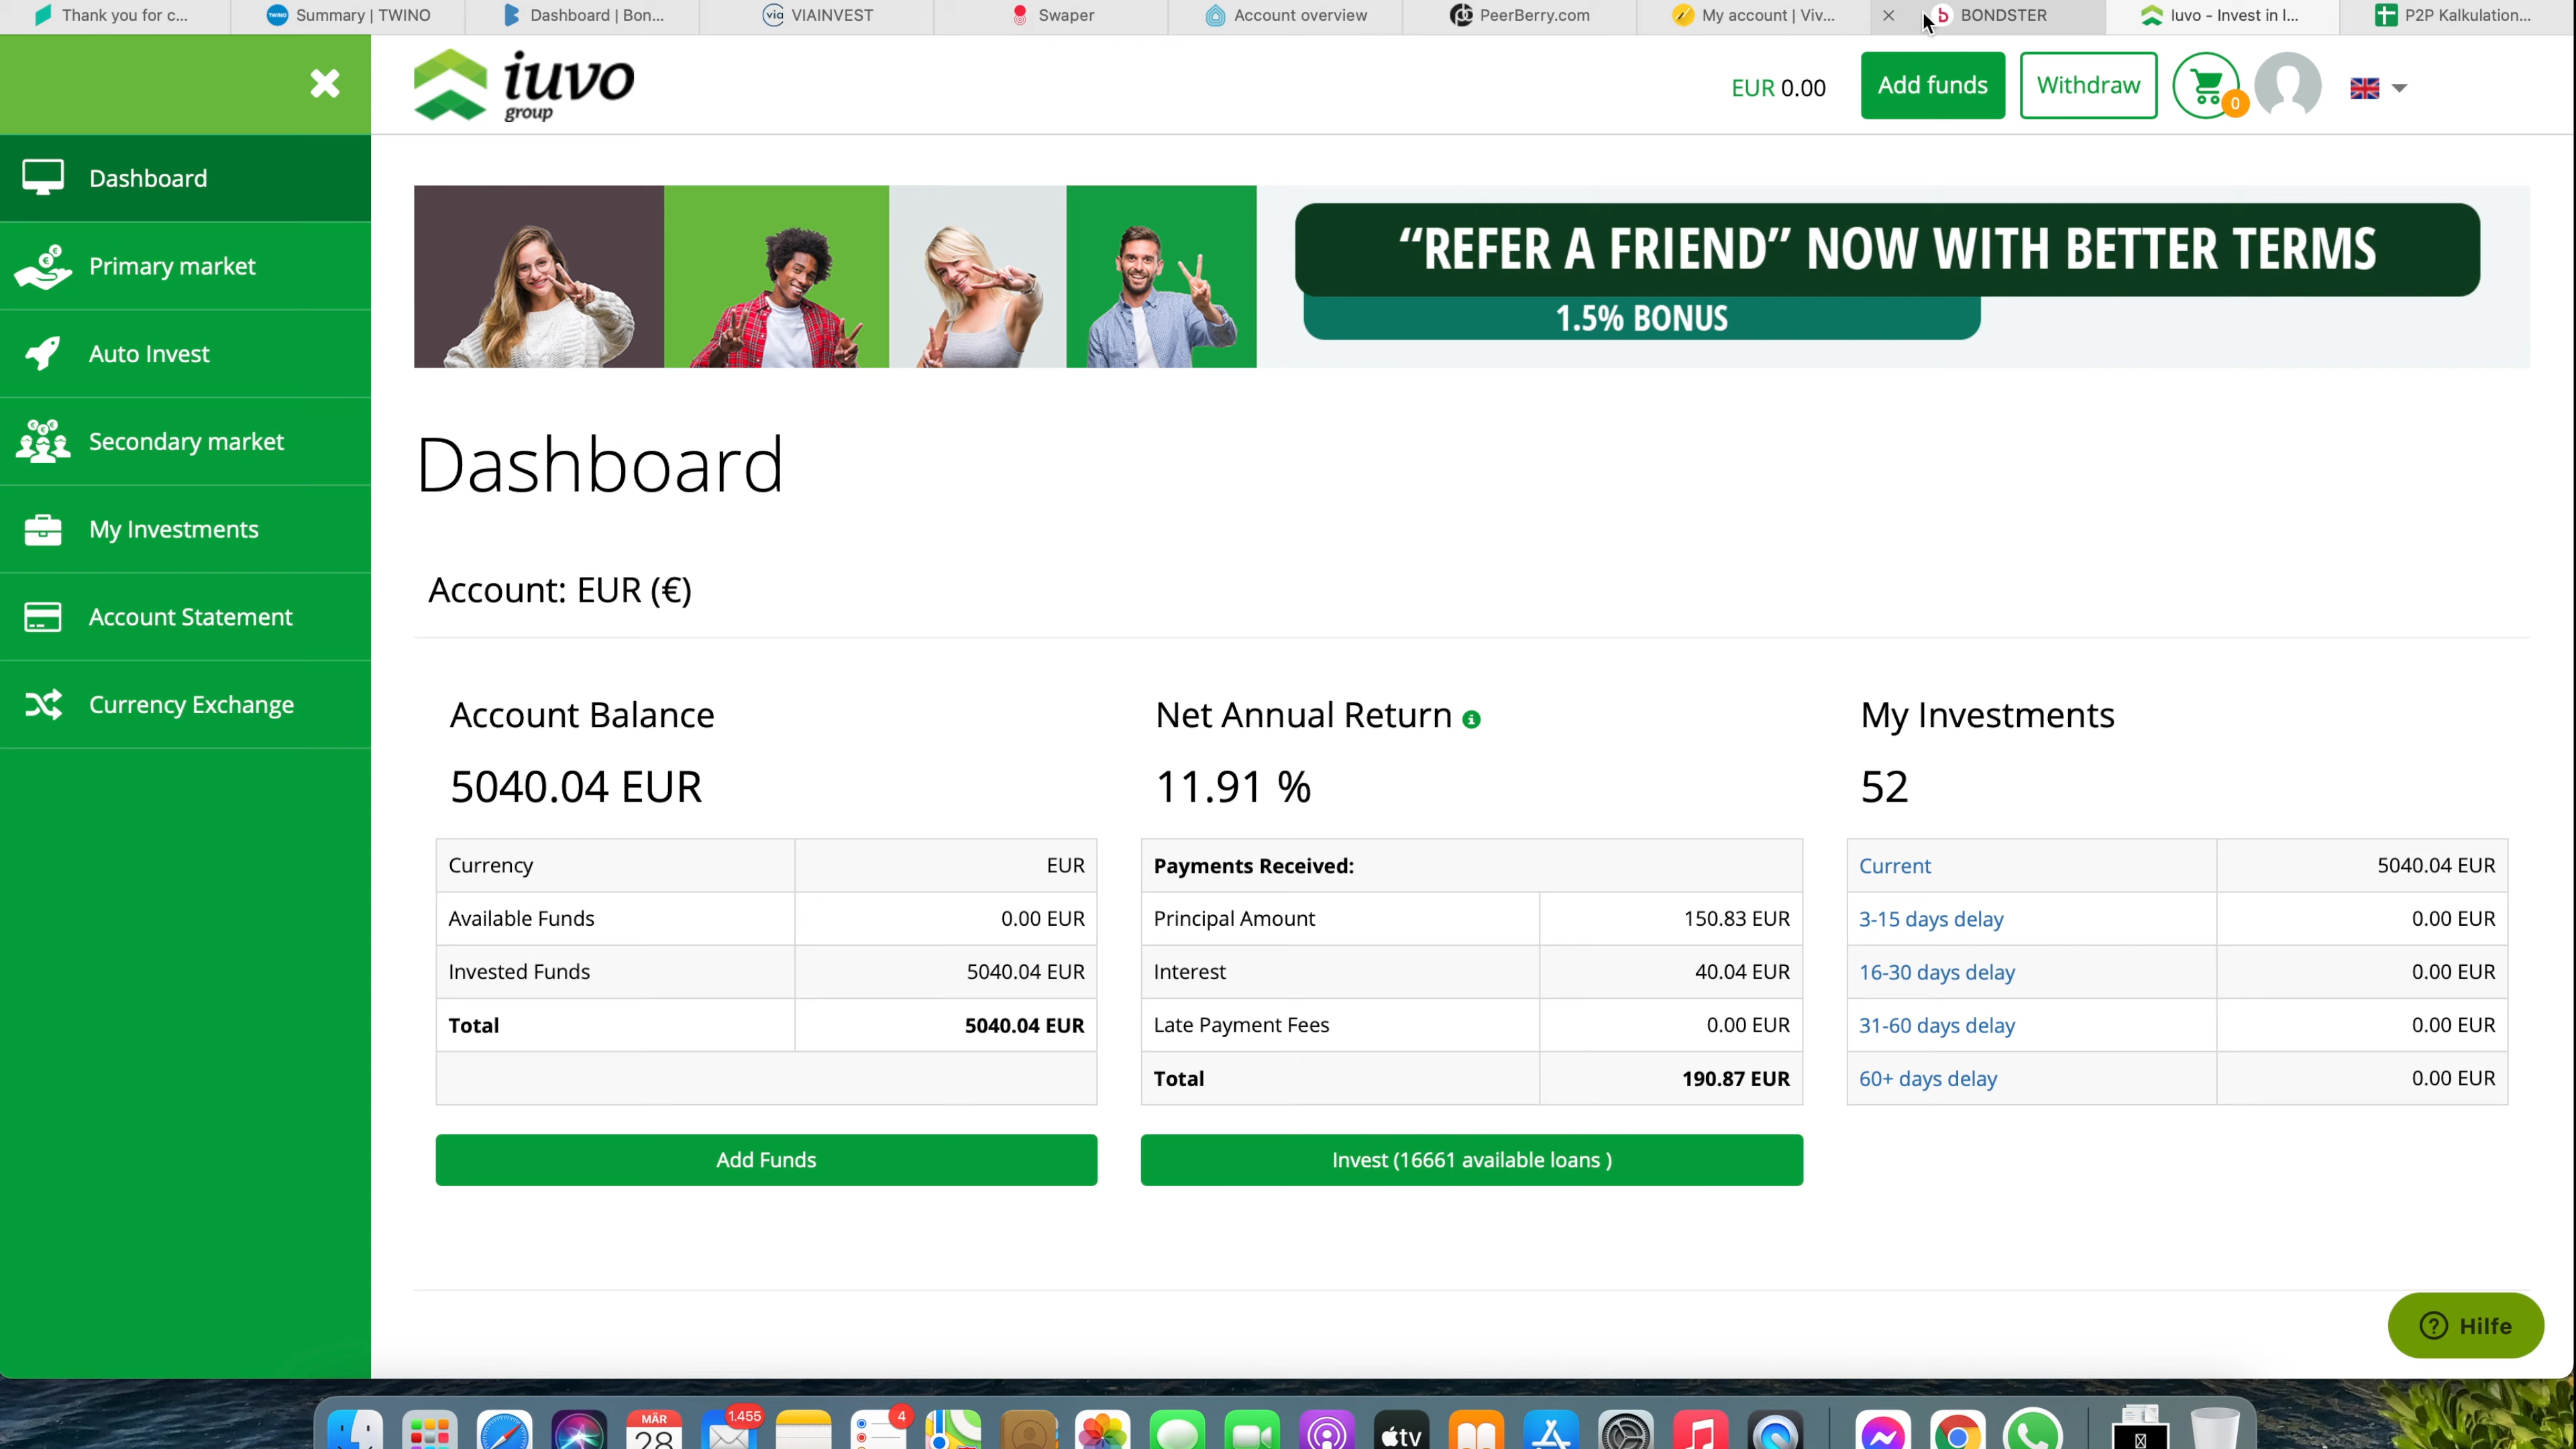 Thank you for c...
TWINO Summary | TWINO
Dashboard | Bon...
via VIAINVEST
Swaper
Account overview
PeerBerry.com
My account | Viv...
b BONDSTER
Iuvo - Invest in l...
P2P Kalkulation...
iuvo
group
EUR 0.00
Add funds
Withdraw
0
Dashboard
Primary market
Auto Invest
Secondary market
My Investments
Account Statement
Currency Exchange
“REFER A FRIEND” NOW WITH BETTER TERMS
1.5% BONUS
Dashboard
Account: EUR (€)
Account Balance
5040.04 EUR
Currency EUR
Available Funds 0.00 EUR
Invested Funds 5040.04 EUR
Total 5040.04 EUR
Add Funds
Net Annual Return
11.91 %
Payments Received:
Principal Amount 150.83 EUR
Interest 40.04 EUR
Late Payment Fees 0.00 EUR
Total 190.87 EUR
Invest (16661 available loans )
My Investments
52
Current 5040.04 EUR
3-15 days delay 0.00 EUR
16-30 days delay 0.00 EUR
31-60 days delay 0.00 EUR
60+ days delay 0.00 EUR
? Hilfe
MÄR
28
1.455
4
tv